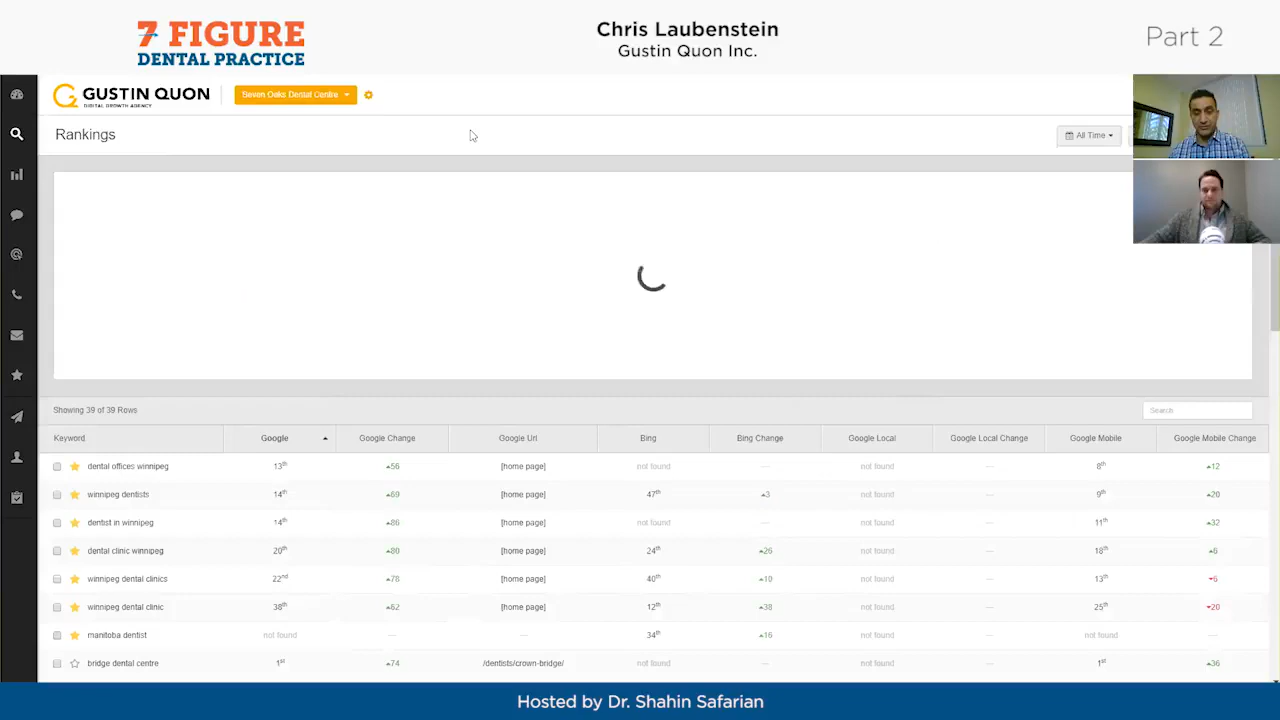 7 FIGURE
DENTAL PRACTICE
Chris Laubenstein
Gustin Quon Inc.
Part 2
GUSTIN QUON
DIGITAL GROWTH AGENCY
Seven Oaks Dental Centre
Rankings
All Time
Showing 39 of 39 Rows
Search
Keyword Google Google Change Google Url Bing Bing Change Google Local Google Local Change Google Mobile Google Mobile Change
dental offices winnipeg 13th 56 [home page] not found — not found — 8th 12
winnipeg dentists 14th 69 [home page] 47th 3 not found — 9th 20
dentist in winnipeg 14th 86 [home page] not found — not found — 11th 32
dental clinic winnipeg 20th 80 [home page] 24th 26 not found — 18th 6
winnipeg dental clinics 22nd 78 [home page] 40th 10 not found — 13th 6
winnipeg dental clinic 38th 62 [home page] 12th 38 not found — 25th 20
manitoba dentist not found — — 34th 16 not found — not found —
bridge dental centre 1st 74 /dentists/crown-bridge/ not found — not found — 1st 36
Hosted by Dr. Shahin Safarian